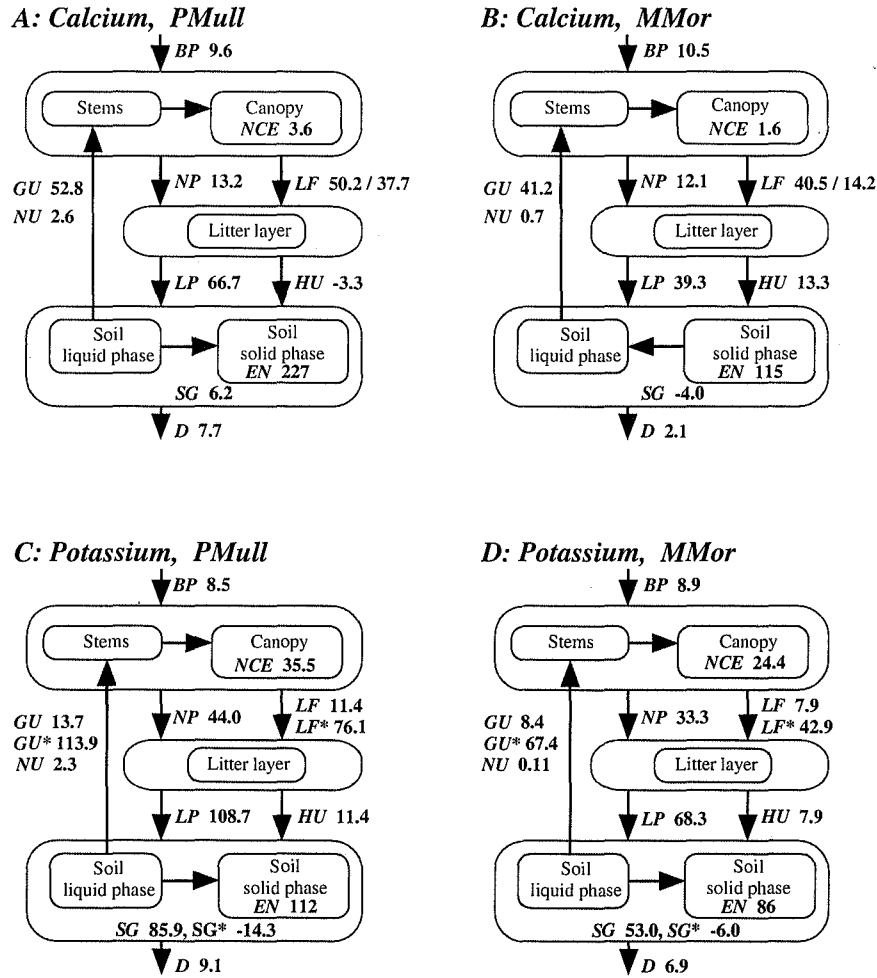 A: Calcium, PMull
BP 9.6
Stems
Canopy
NCE 3.6
GU 52.8
NU 2.6
NP 13.2
LF 50.2 / 37.7
Litter layer
LP 66.7
HU -3.3
Soil
liquid phase
Soil
solid phase
EN 227
SG 6.2
D 7.7
B: Calcium, MMor
BP 10.5
Stems
Canopy
NCE 1.6
GU 41.2
NU 0.7
NP 12.1
LF 40.5 / 14.2
Litter layer
LP 39.3
HU 13.3
Soil
liquid phase
Soil
solid phase
EN 115
SG -4.0
D 2.1
C: Potassium, PMull
BP 8.5
Stems
Canopy
NCE 35.5
GU 13.7
GU* 113.9
NU 2.3
NP 44.0
LF 11.4
LF* 76.1
Litter layer
LP 108.7
HU 11.4
Soil
liquid phase
Soil
solid phase
EN 112
SG 85.9, SG* -14.3
D 9.1
D: Potassium, MMor
BP 8.9
Stems
Canopy
NCE 24.4
GU 8.4
GU* 67.4
NU 0.11
NP 33.3
LF 7.9
LF* 42.9
Litter layer
LP 68.3
HU 7.9
Soil
liquid phase
Soil
solid phase
EN 86
SG 53.0, SG* -6.0
D 6.9